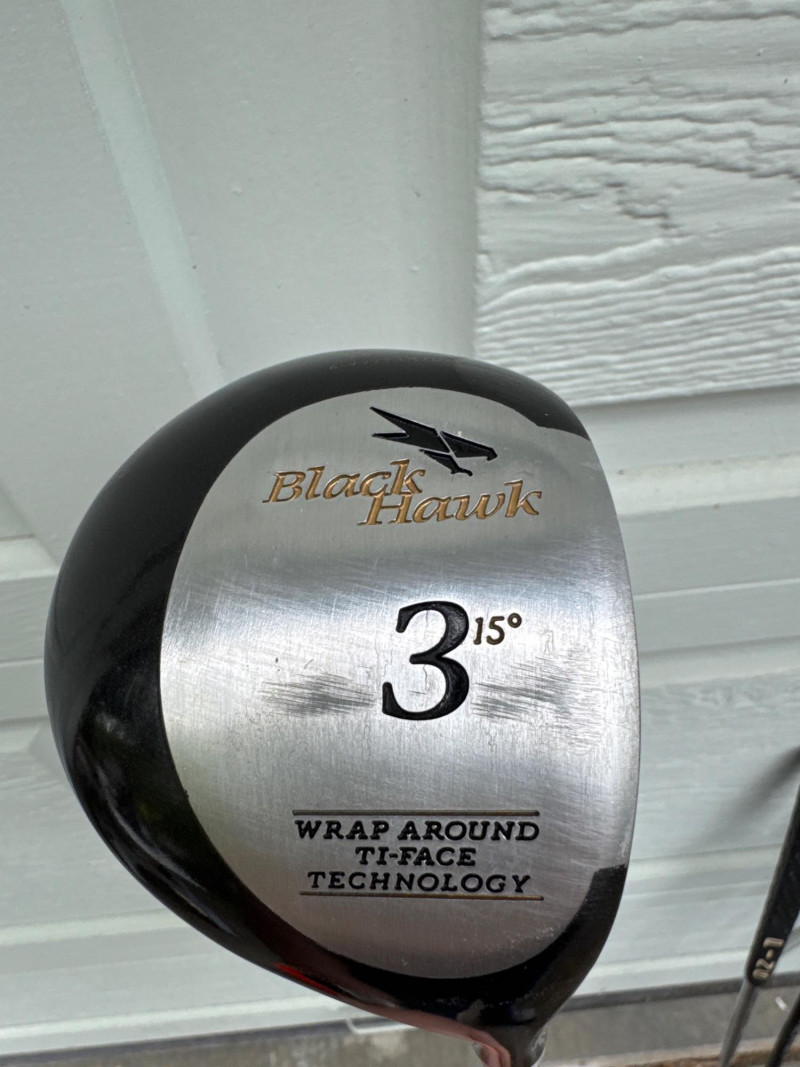 Black
Hawk
3 15°
WRAP AROUND
TI-FACE
TECHNOLOGY